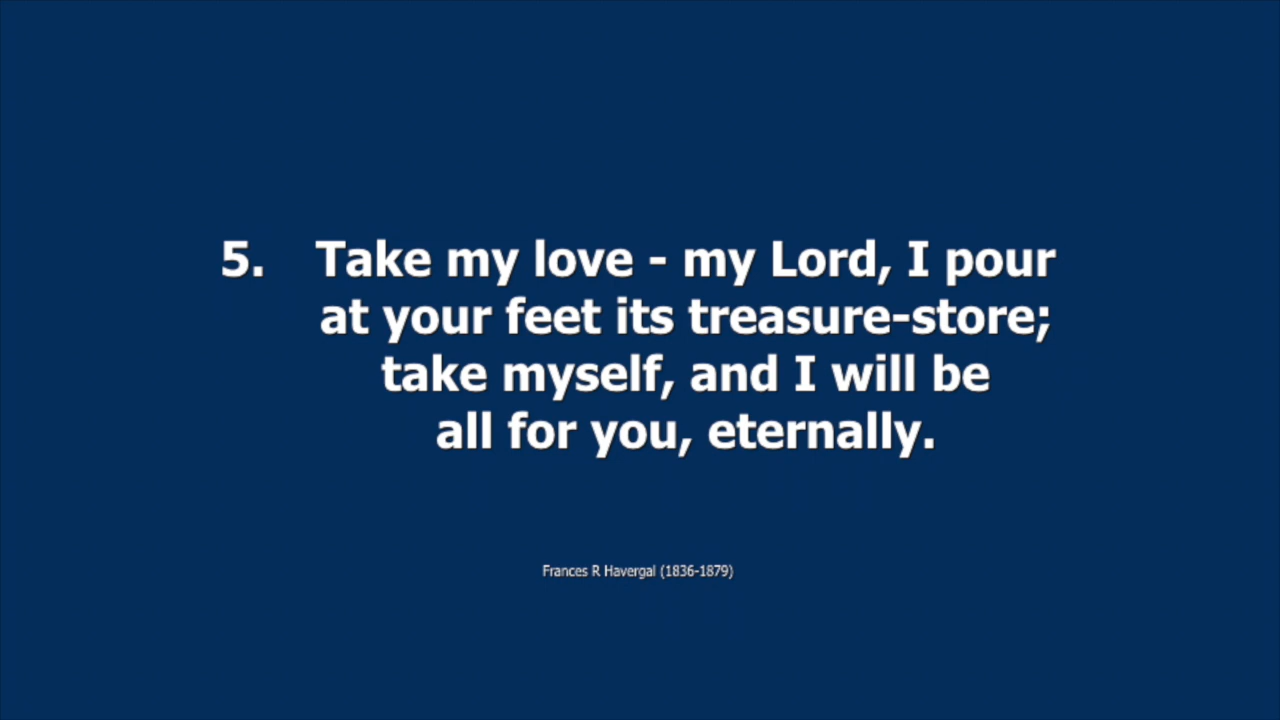 5. Take my love - my Lord, I pour
at your feet its treasure-store;
take myself, and I will be
all for you, eternally.
Frances R Havergal (1836-1879)